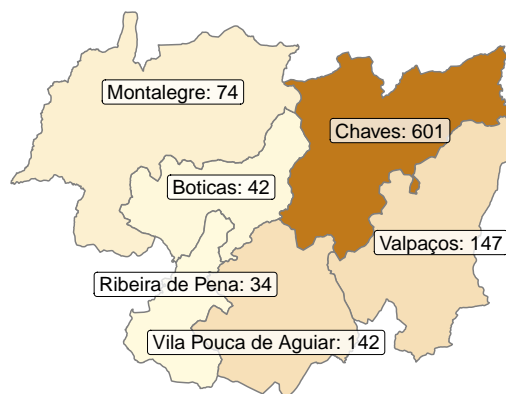 Montalegre: 74
Chaves: 601
Boticas: 42
Valpaços: 147
Ribeira de Pena: 34
Vila Pouca de Aguiar: 142